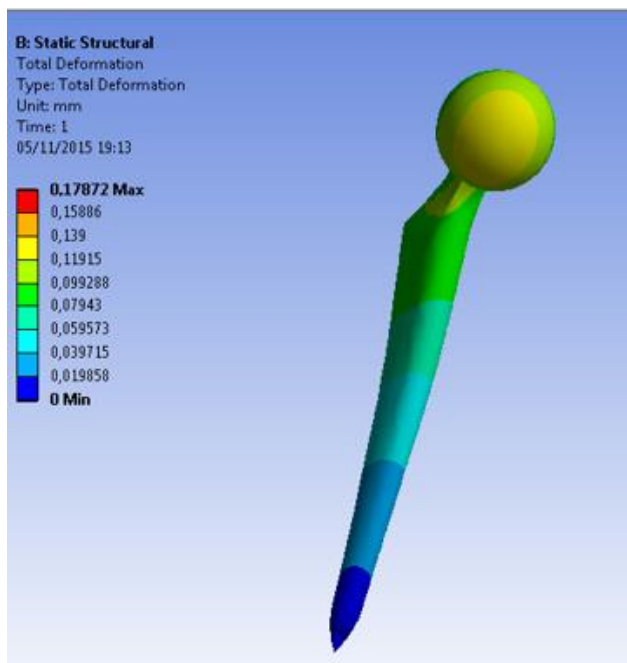 B: Static Structural
Total Deformation
Type: Total Deformation
Unit: mm
Time: 1
05/11/2015 19:13
0,17872 Max
0,15886
0,139
0,11915
0,099288
0,07943
0,059573
0,039715
0,019858
0 Min